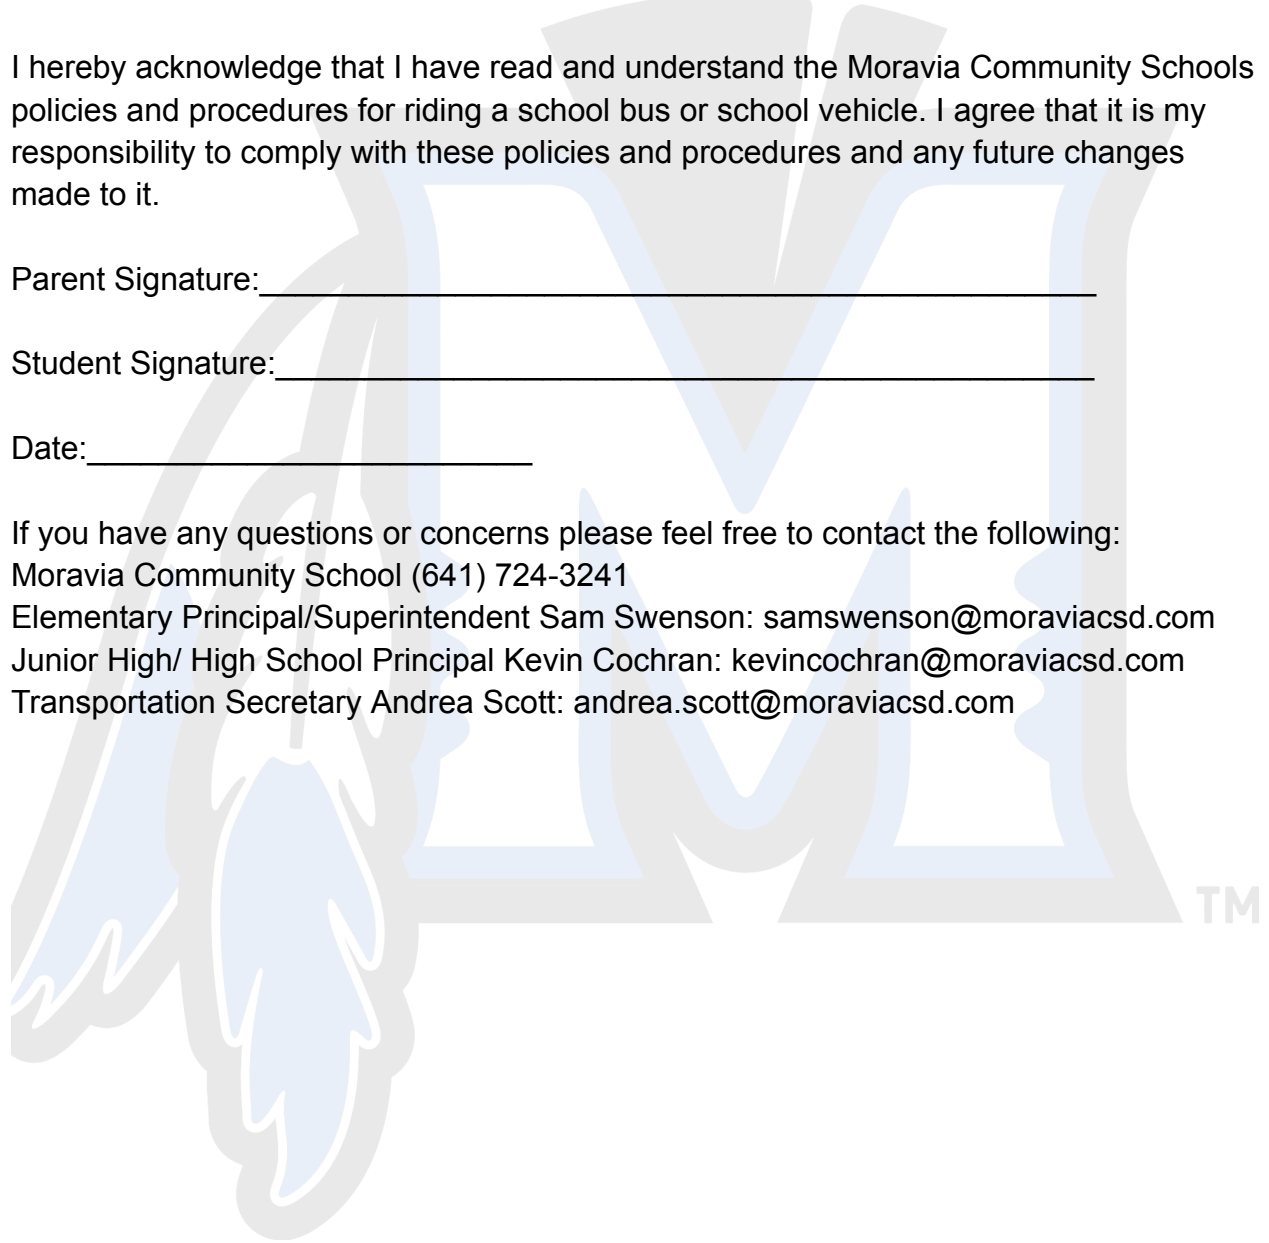 I hereby acknowledge that I have read and understand the Moravia Community Schools
policies and procedures for riding a school bus or school vehicle. I agree that it is my
responsibility to comply with these policies and procedures and any future changes
made to it.
Parent Signature:_______________________________________________
Student Signature:______________________________________________
Date:_________________________
If you have any questions or concerns please feel free to contact the following:
Moravia Community School (641) 724-3241
Elementary Principal/Superintendent Sam Swenson: samswenson@moraviacsd.com
Junior High/ High School Principal Kevin Cochran: kevincochran@moraviacsd.com
Transportation Secretary Andrea Scott: andrea.scott@moraviacsd.com
M
TM